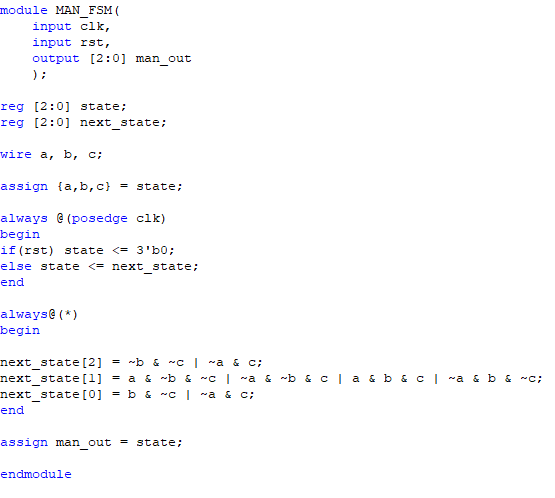 module MAN_FSM(
    input clk,
    input rst,
    output [2:0] man_out
    );
reg [2:0] state;
reg [2:0] next_state;
wire a, b, c;
assign {a,b,c} = state;
always @(posedge clk)
begin
if(rst) state <= 3'b0;
else state <= next_state;
end
always@(*)
begin
next_state[2] = ~b & ~c | ~a & c;
next_state[1] = a & ~b & ~c | ~a & ~b & c | a & b & c | ~a & b & ~c;
next_state[0] = b & ~c | ~a & c;
end
assign man_out = state;
endmodule